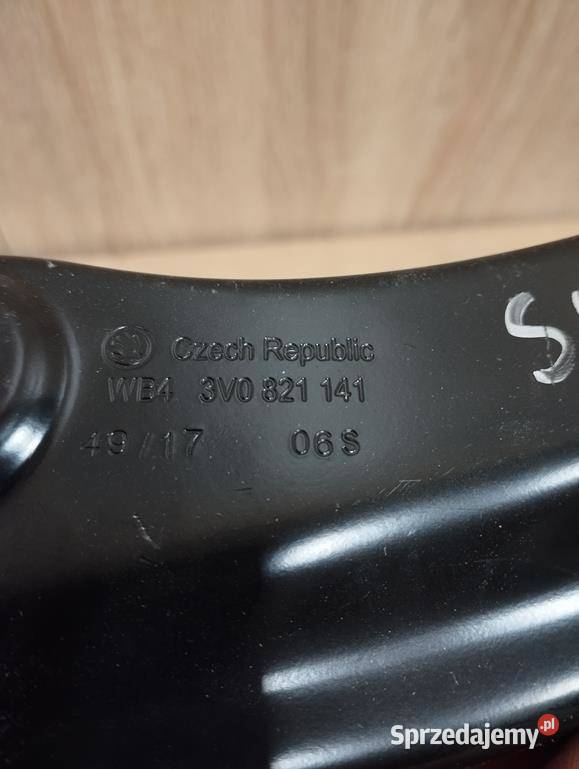 Czech Republic
WB4 3V0 821 141
49/17 06S
Sprzedajemy.pl